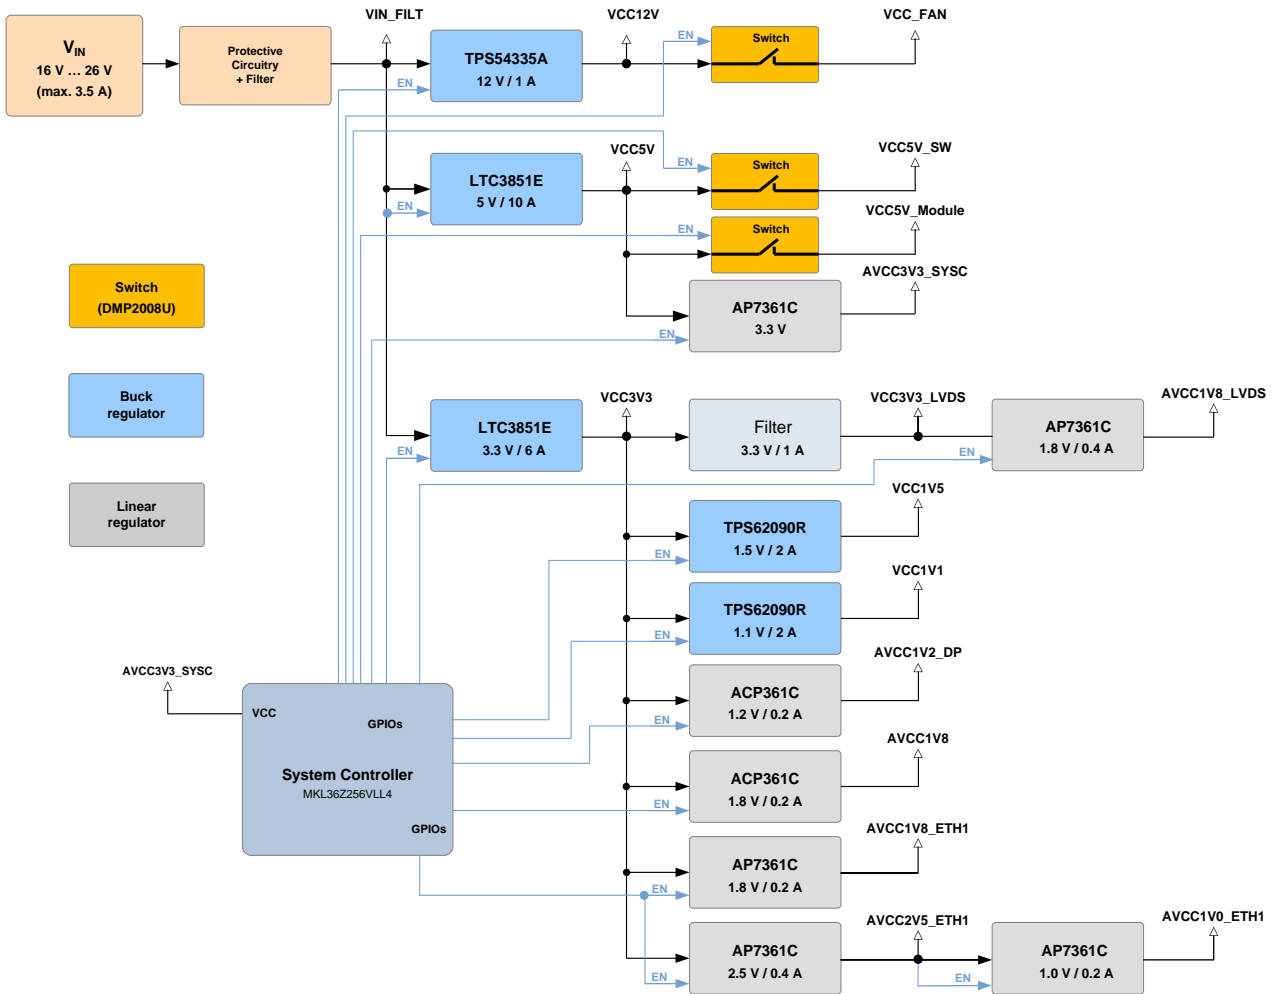 VIN_FILT
VCC12V
VCC_FAN
VIN
16 V ... 26 V
(max. 3.5 A)
Protective
Circuitry
+ Filter
EN
TPS54335A
12 V / 1 A
EN
Switch
VCC5V
VCC5V_SW
EN
LTC3851E
5 V / 10 A
EN
Switch
VCC5V_Module
EN
Switch
AVCC3V3_SYSC
Switch
(DMP2008U)
AP7361C
3.3 V
EN
Buck
regulator
VCC3V3
VCC3V3_LVDS
AVCC1V8_LVDS
LTC3851E
3.3 V / 6 A
EN
Filter
3.3 V / 1 A
AP7361C
1.8 V / 0.4 A
EN
Linear
regulator
VCC1V5
TPS62090R
1.5 V / 2 A
EN
VCC1V1
TPS62090R
1.1 V / 2 A
EN
AVCC3V3_SYSC
AVCC1V2_DP
VCC
GPIOs
ACP361C
1.2 V / 0.2 A
EN
System Controller
MKL36Z256VLL4
GPIOs
AVCC1V8
ACP361C
1.8 V / 0.2 A
EN
AVCC1V8_ETH1
AP7361C
1.8 V / 0.2 A
EN
AVCC2V5_ETH1
AVCC1V0_ETH1
AP7361C
2.5 V / 0.4 A
EN
AP7361C
1.0 V / 0.2 A
EN